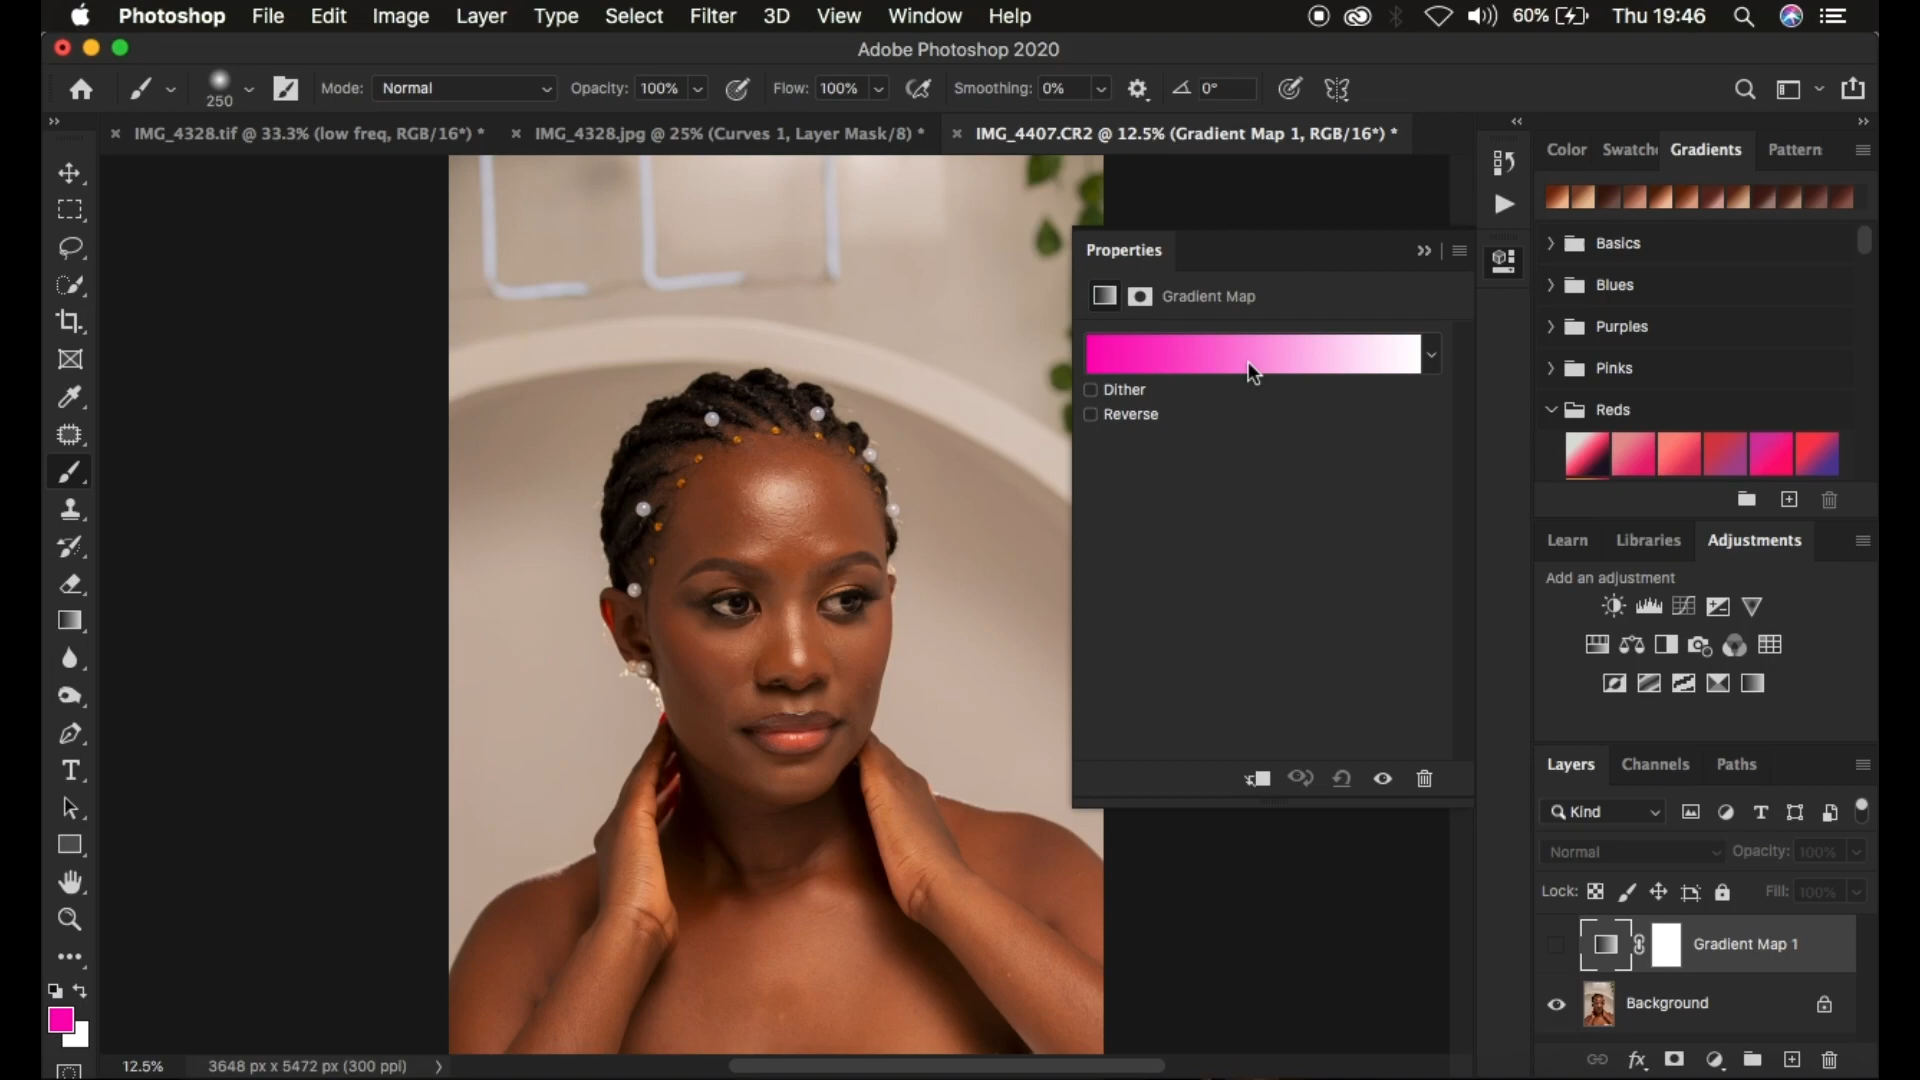 Photoshop File Edit Image Layer Type Select Filter 3D View Window Help 60% Thu 19:46
Adobe Photoshop 2020
250 Mode: Normal Opacity: 100% Flow: 100% Smoothing: 0% 0°
IMG_4328.tif @ 33.3% (low freq, RGB/16*) * IMG_4328.jpg @ 25% (Curves 1, Layer Mask/8) * IMG_4407.CR2 @ 12.5% (Gradient Map 1, RGB/16*) *
Color Swatche Gradients Pattern
Properties
Gradient Map
Dither
Reverse
Basics
Blues
Purples
Pinks
Reds
Learn Libraries Adjustments
Add an adjustment
Layers Channels Paths
Kind
Normal Opacity: 100%
Lock: Fill: 100%
Gradient Map 1
Background
12.5% 3648 px x 5472 px (300 ppi)